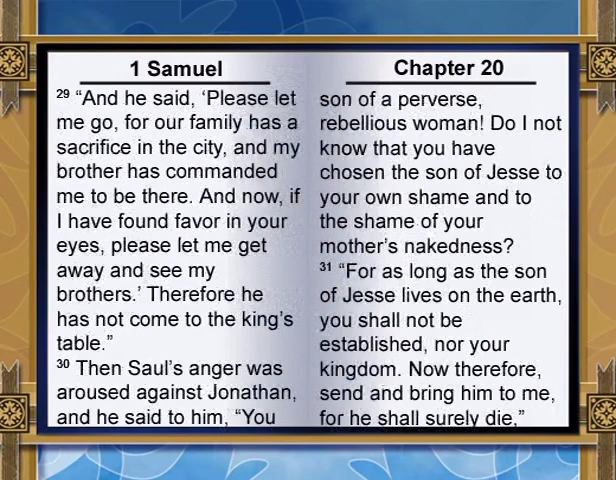 1 Samuel
29 “And he said, ‘Please let
me go, for our family has a
sacrifice in the city, and my
brother has commanded
me to be there. And now, if
I have found favor in your
eyes, please let me get
away and see my
brothers.’ Therefore he
has not come to the king’s
table.”
30 Then Saul’s anger was
aroused against Jonathan,
and he said to him, “You
Chapter 20
son of a perverse,
rebellious woman! Do I not
know that you have
chosen the son of Jesse to
your own shame and to
the shame of your
mother’s nakedness?
31 “For as long as the son
of Jesse lives on the earth,
you shall not be
established, nor your
kingdom. Now therefore,
send and bring him to me,
for he shall surely die,”